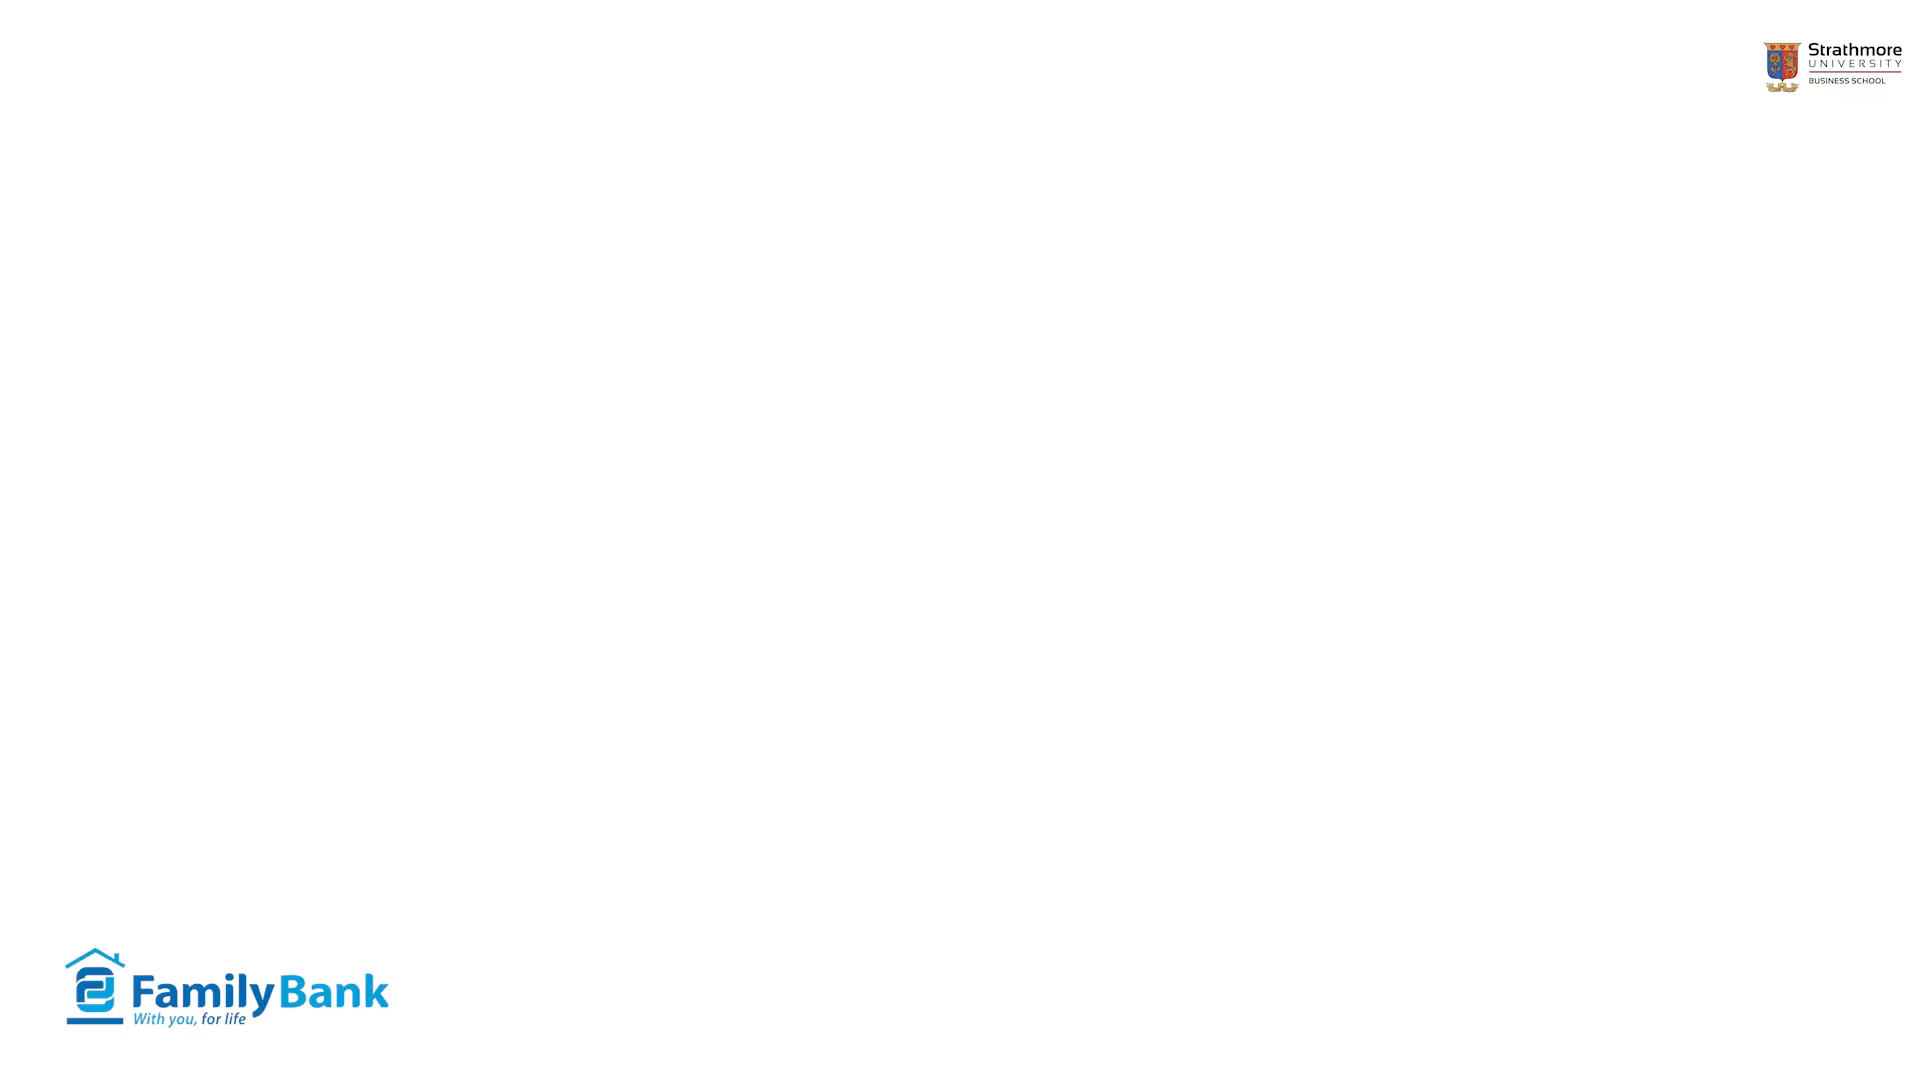 Strathmore
UNIVERSITY
BUSINESS SCHOOL
FamilyBank
With you, for life